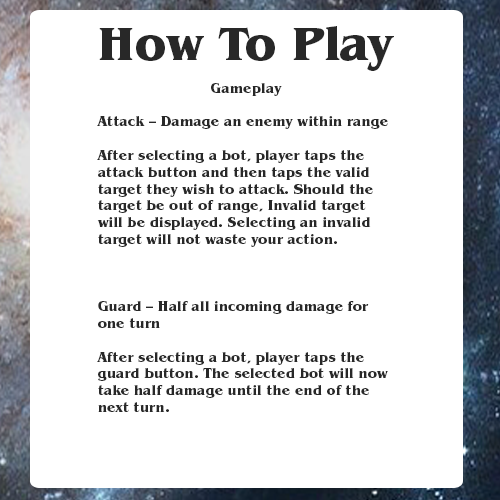 How To Play
Gameplay
Attack – Damage an enemy within range
After selecting a bot, player taps the
attack button and then taps the valid
target they wish to attack. Should the
target be out of range, Invalid target
will be displayed. Selecting an invalid
target will not waste your action.
Guard – Half all incoming damage for
one turn
After selecting a bot, player taps the
guard button. The selected bot will now
take half damage until the end of the
next turn.